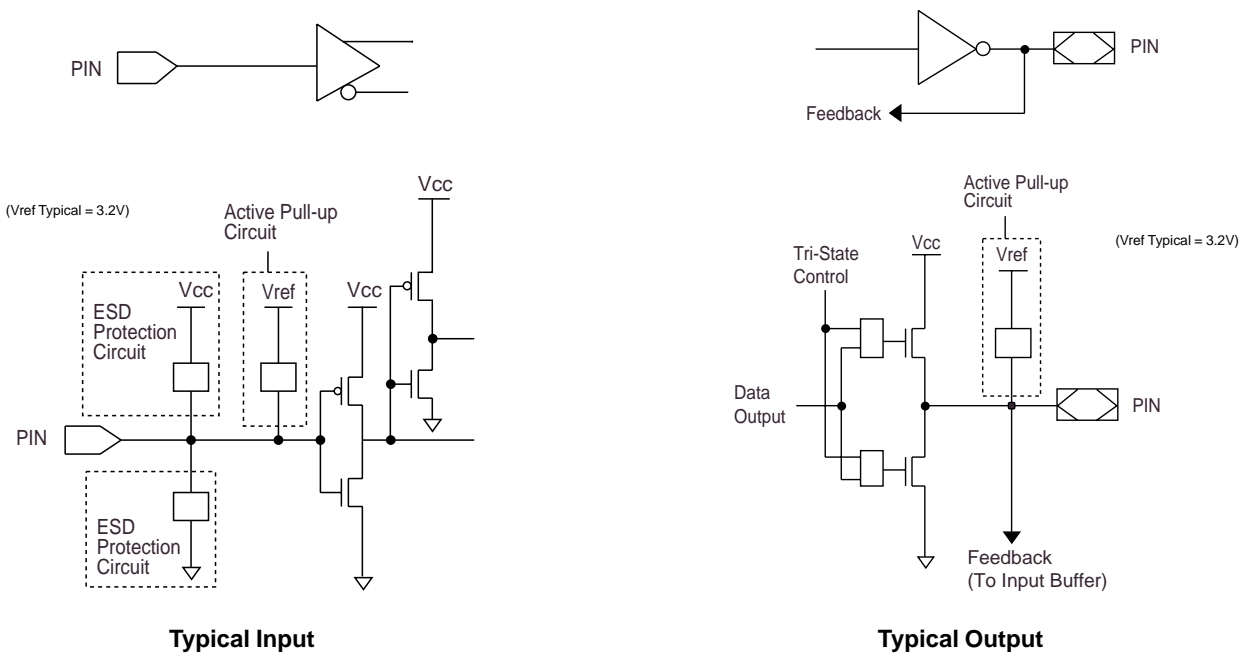 PIN
PIN
Feedback
(Vref Typical = 3.2V)
Active Pull-up
Circuit
Vcc
ESD
Protection
Circuit
Vcc
Vref
Vcc
PIN
ESD
Protection
Circuit
Typical Input
Active Pull-up
Circuit
(Vref Typical = 3.2V)
Tri-State
Control
Vcc
Vref
Data
Output
PIN
Feedback
(To Input Buffer)
Typical Output